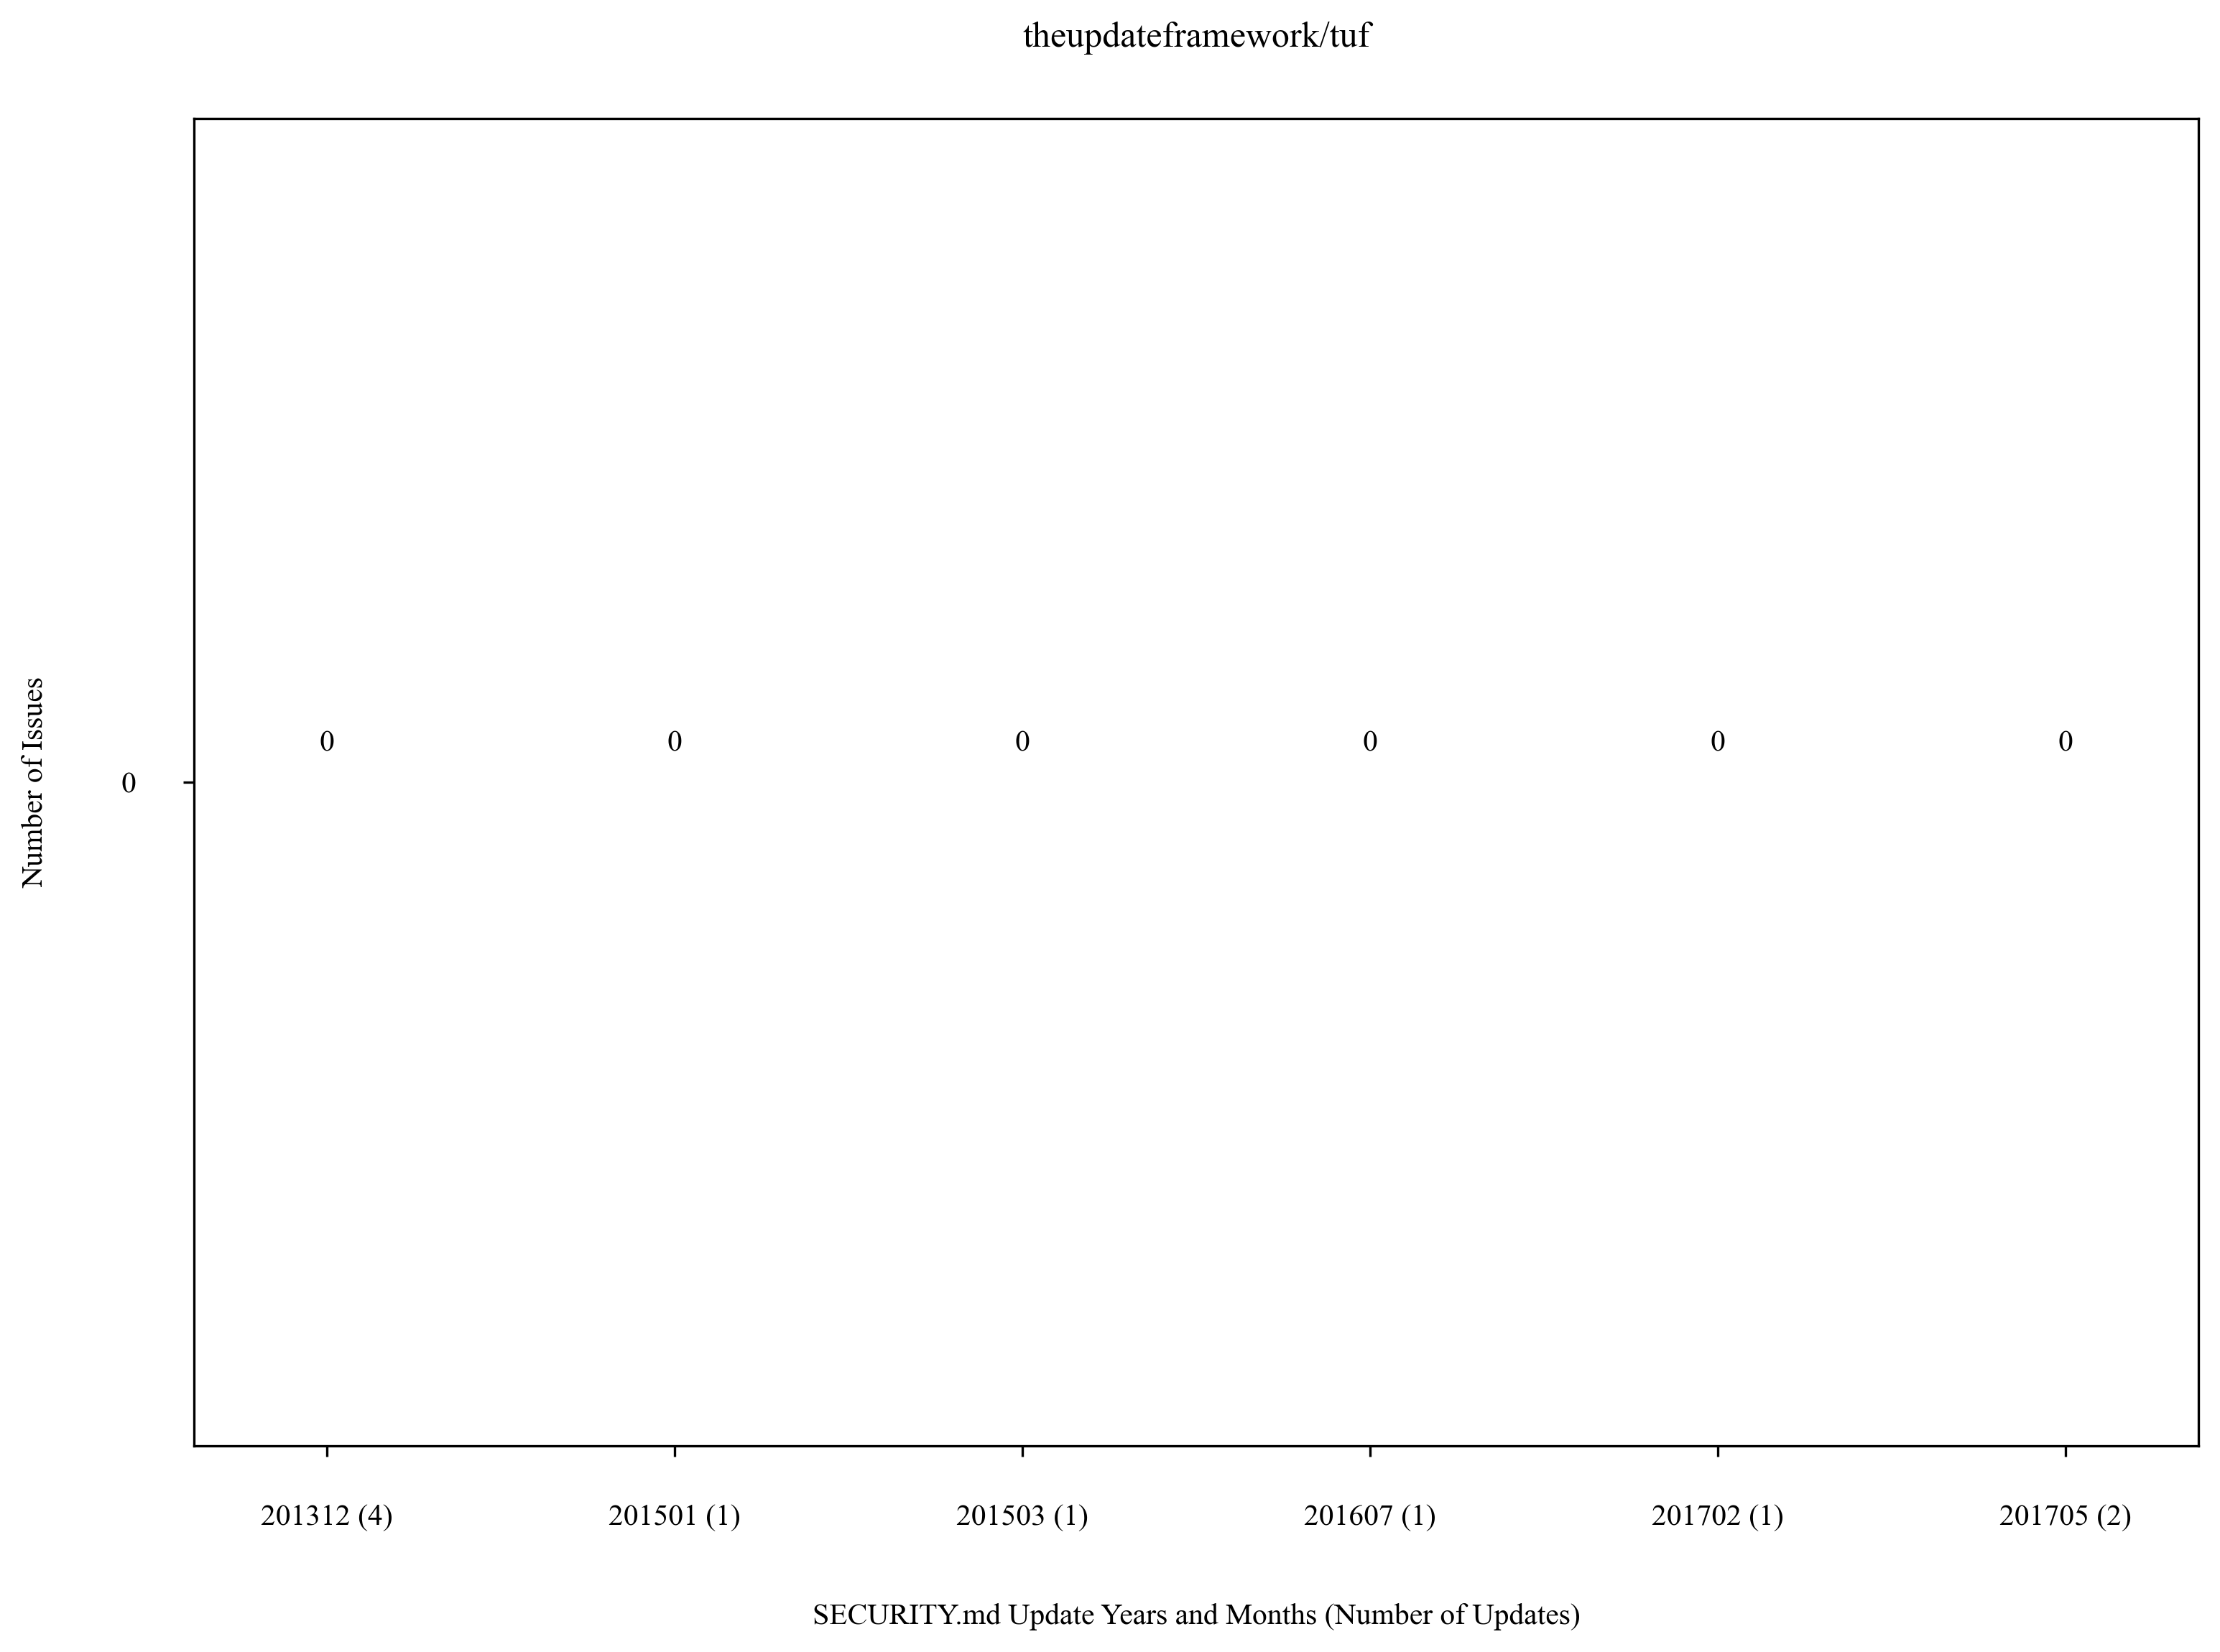 theupdateframework/tuf
Number of Issues
0
0 0 0 0 0 0
201312 (4) 201501 (1) 201503 (1) 201607 (1) 201702 (1) 201705 (2)
SECURITY.md Update Years and Months (Number of Updates)